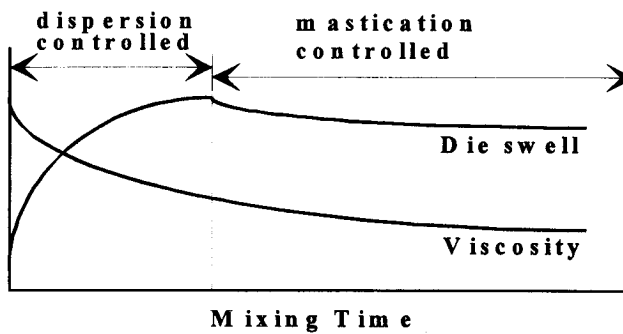 dispersion
controlled
mastication
controlled
Die swell
Viscosity
Mixing Time